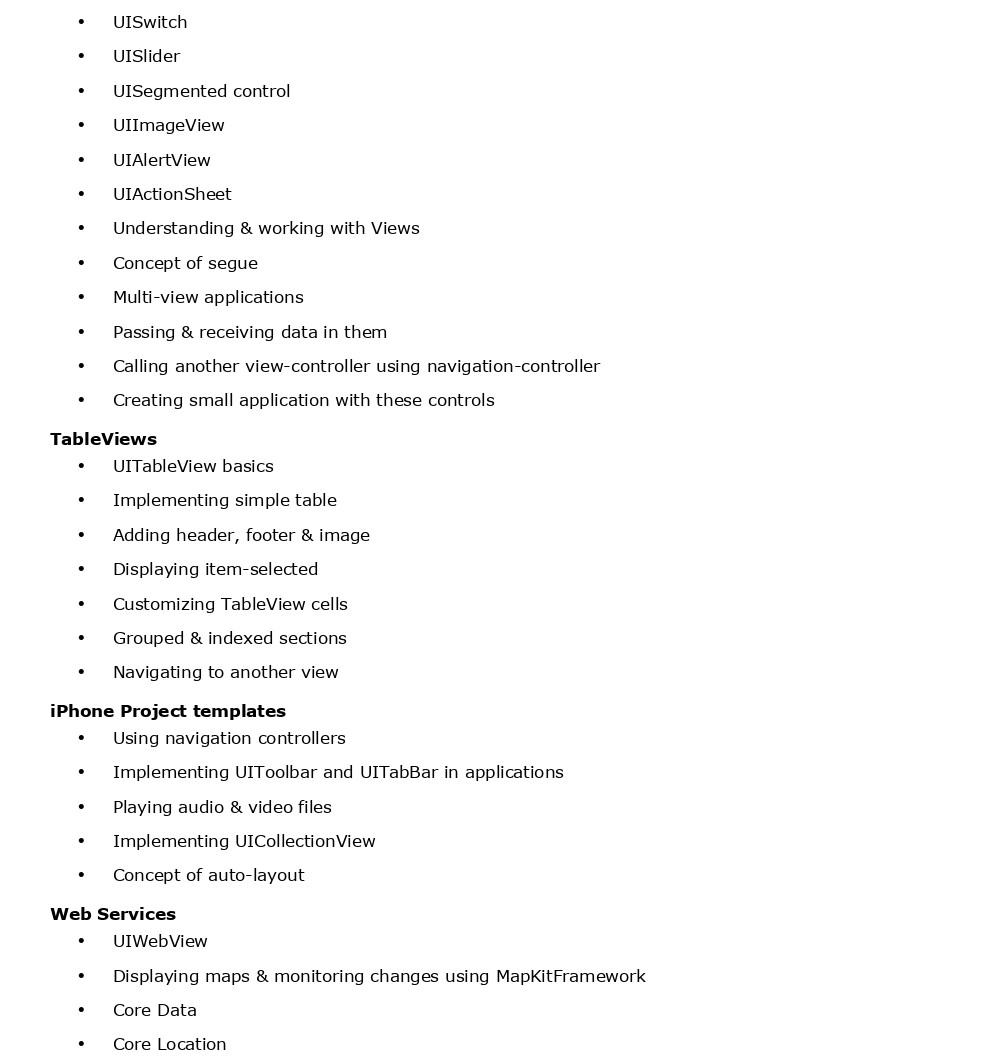 • UISwitch
• UISlider
• UISegmented control
• UIImageView
• UIAlertView
• UIActionSheet
• Understanding & working with Views
• Concept of segue
• Multi-view applications
• Passing & receiving data in them
• Calling another view-controller using navigation-controller
• Creating small application with these controls
TableViews
• UITableView basics
• Implementing simple table
• Adding header, footer & image
• Displaying item-selected
• Customizing TableView cells
• Grouped & indexed sections
• Navigating to another view
iPhone Project templates
• Using navigation controllers
• Implementing UIToolbar and UITabBar in applications
• Playing audio & video files
• Implementing UICollectionView
• Concept of auto-layout
Web Services
• UIWebView
• Displaying maps & monitoring changes using MapKitFramework
• Core Data
• Core Location